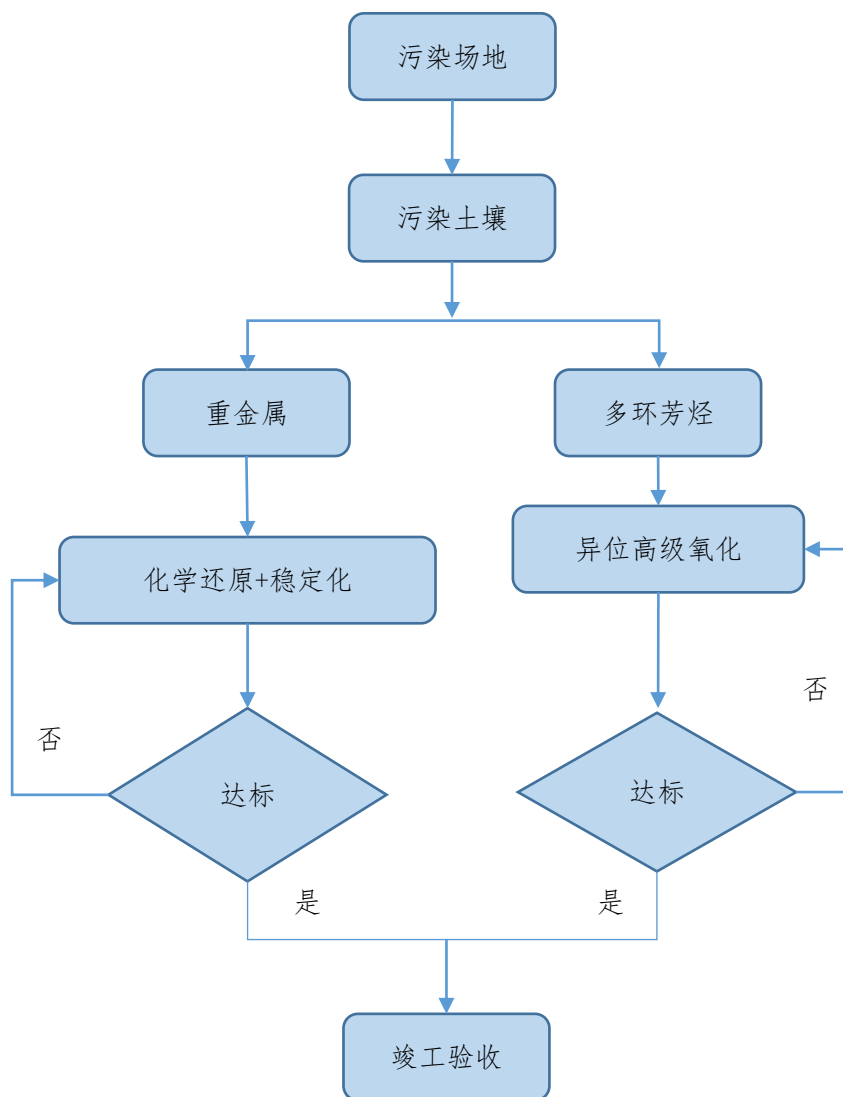 污染场地
污染土壤
重金属
多环芳烃
化学还原+稳定化
异位高级氧化
否
否
达标
达标
是
是
竣工验收